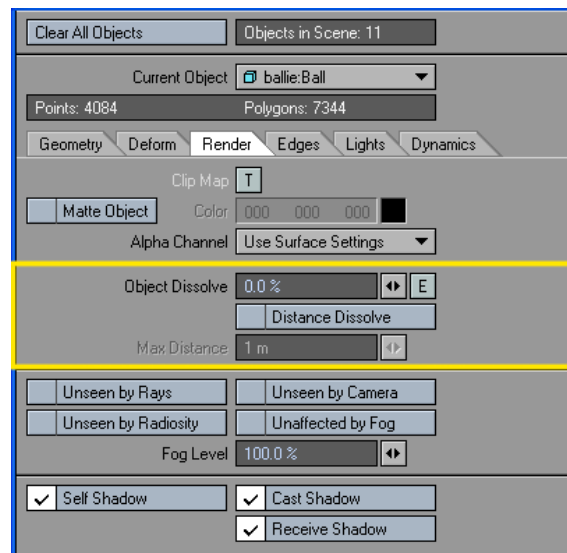 Clear All Objects Objects in Scene: 11
Current Object ballie:Ball
Points: 4084 Polygons: 7344
Geometry Deform Render Edges Lights Dynamics
Clip Map T
Matte Object Color 000 000 000
Alpha Channel Use Surface Settings
Object Dissolve 0.0 % E
Distance Dissolve
Max Distance 1 m
Unseen by Rays Unseen by Camera
Unseen by Radiosity Unaffected by Fog
Fog Level 100.0 %
Self Shadow Cast Shadow
Receive Shadow